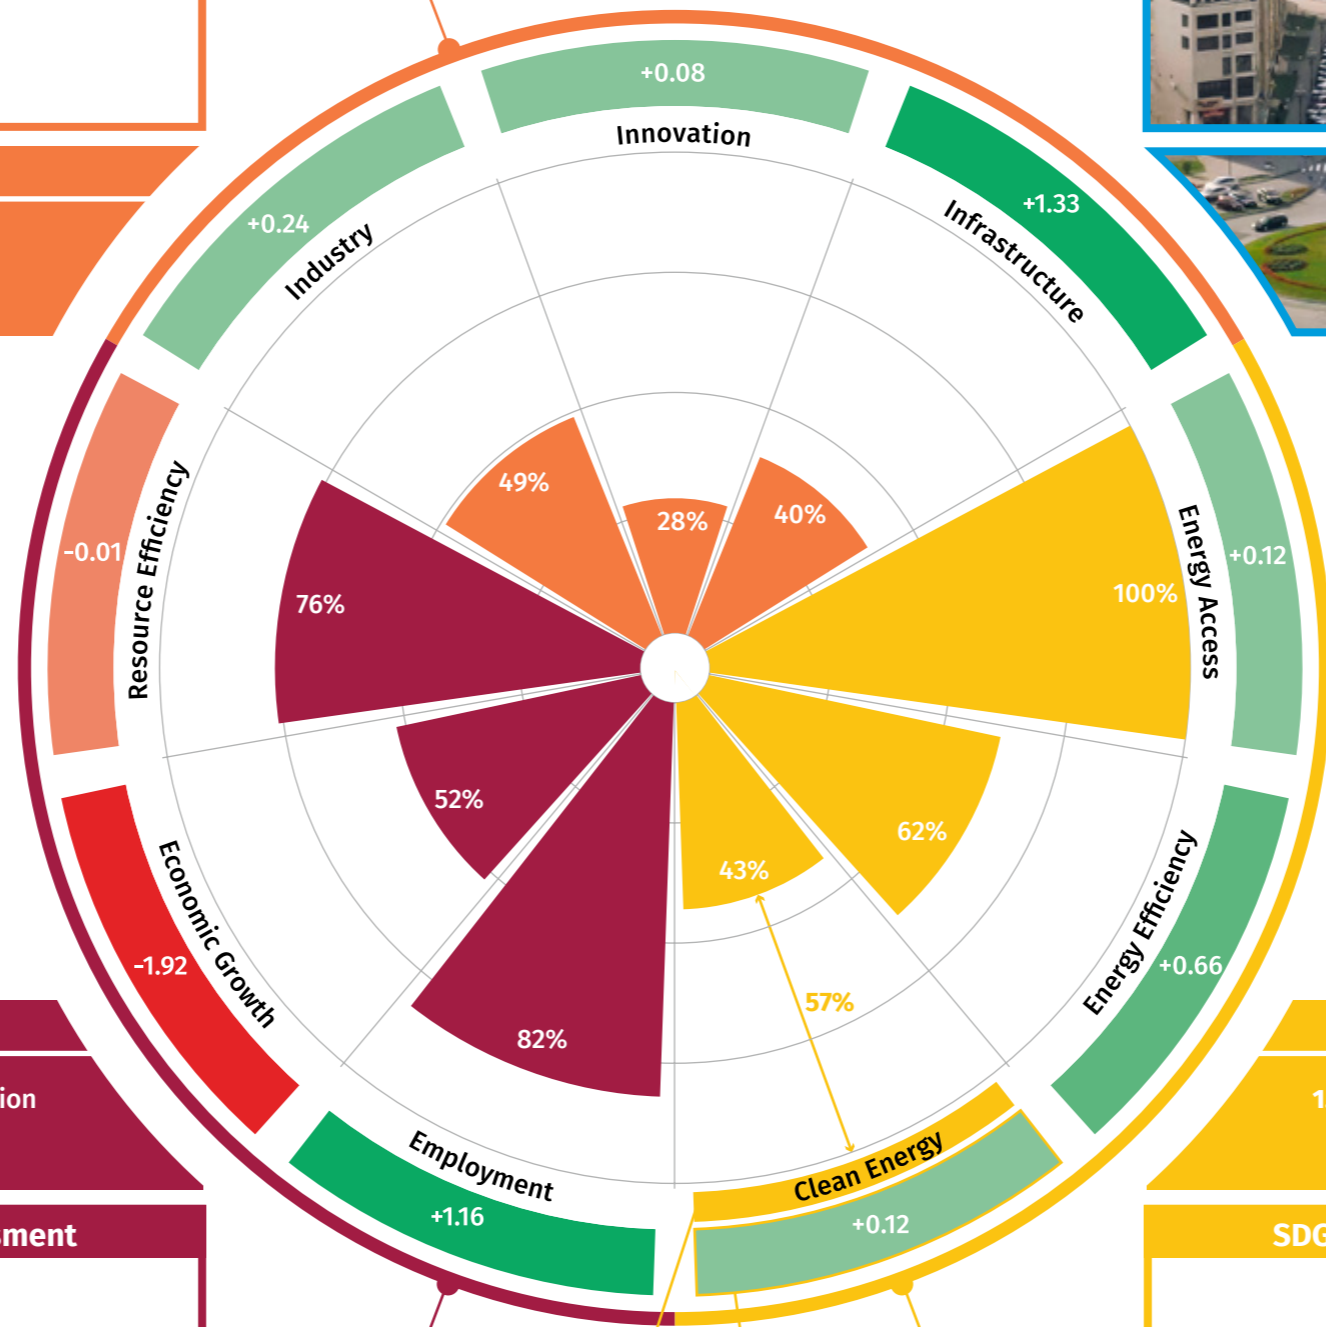 +0.08
Innovation
+1.33
Infrastructure
+0.24
Industry
49%
28%
40%
-0.01
Resource Efficiency
76%
100%
Energy Access
+0.12
52%
62%
43%
Economic Growth
-1.92
57%
Energy Efficiency
+0.66
82%
Employment
+1.16
Clean Energy
+0.12
ion
sment
1
SDG